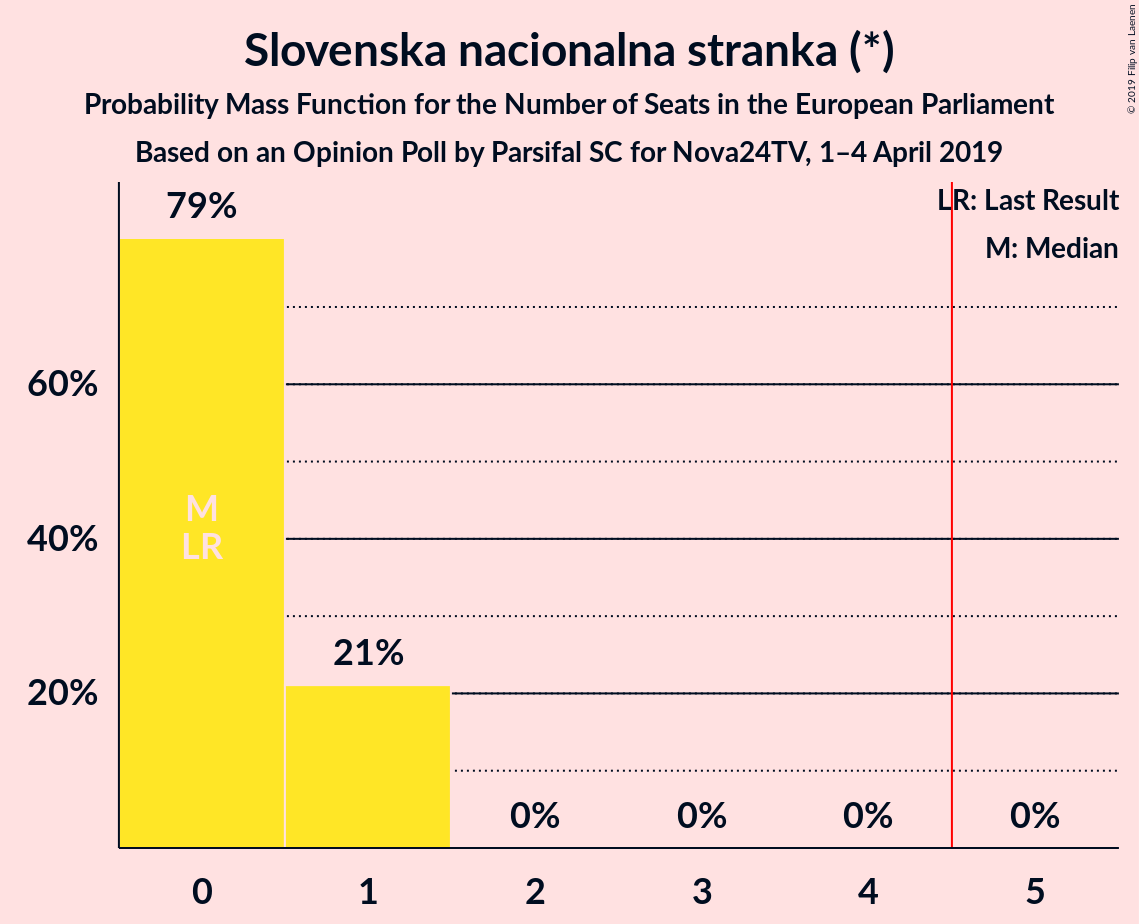 Slovenska nacionalna stranka (*)
Probability Mass Function for the Number of Seats in the European Parliament
Based on an Opinion Poll by Parsifal SC for Nova24TV, 1–4 April 2019
© 2019 Filip van Laenen
LR: Last Result
M: Median
79%
60%
M
40%
LR
21%
20%
0%
0%
0%
0%
0
1
2
3
4
5